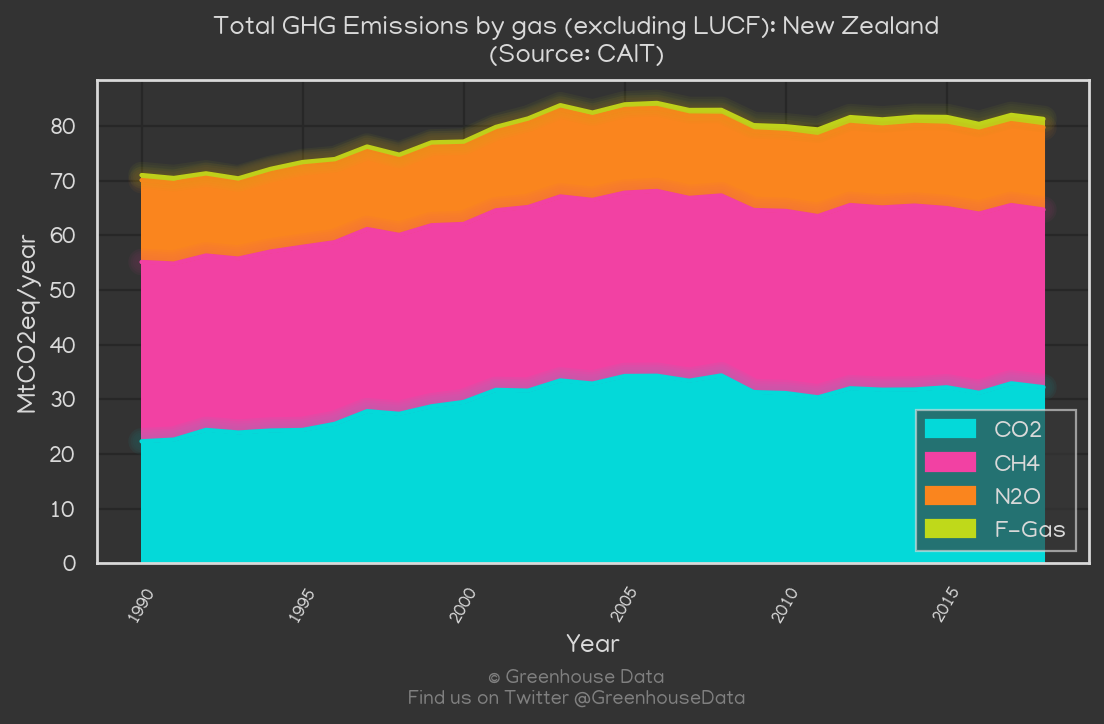 Total GHG Emissions by gas (excluding LUCF): New Zealand
(Source: CAIT)
MtCO2eq/year
80
70
60
50
40
30
20
10
0
CO2
CH4
N2O
F-Gas
1990
1995
2000
2005
2010
2015
Year
© Greenhouse Data
Find us on Twitter @GreenhouseData